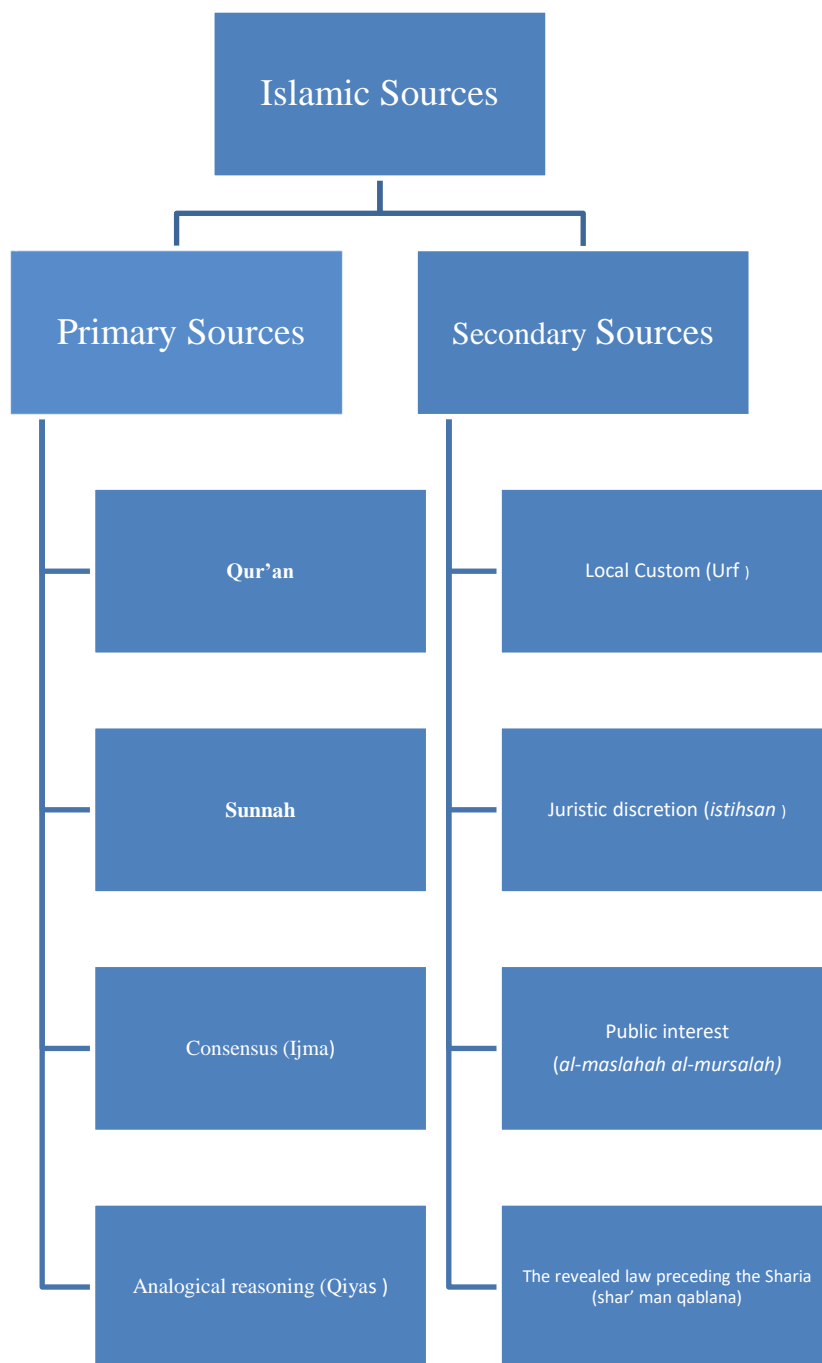 Islamic Sources
Primary Sources
Qur’an
Sunnah
Consensus (Ijma)
Analogical reasoning (Qiyas )
Secondary Sources
Local Custom (Urf )
Juristic discretion (istihsan )
Public interest
(al-maslahah al-mursalah)
The revealed law preceding the Sharia
(shar’ man qablana)